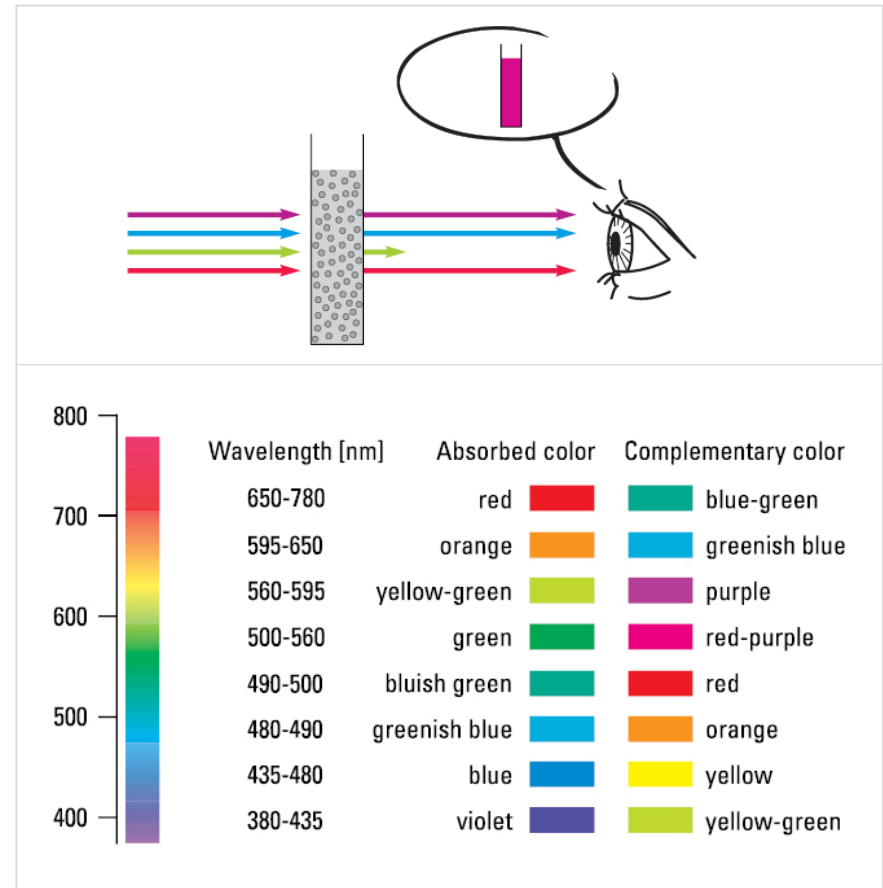 800
700
600
500
400
Wavelength [nm] Absorbed color Complementary color
650-780 red blue-green
595-650 orange greenish blue
560-595 yellow-green purple
500-560 green red-purple
490-500 bluish green red
480-490 greenish blue orange
435-480 blue yellow
380-435 violet yellow-green